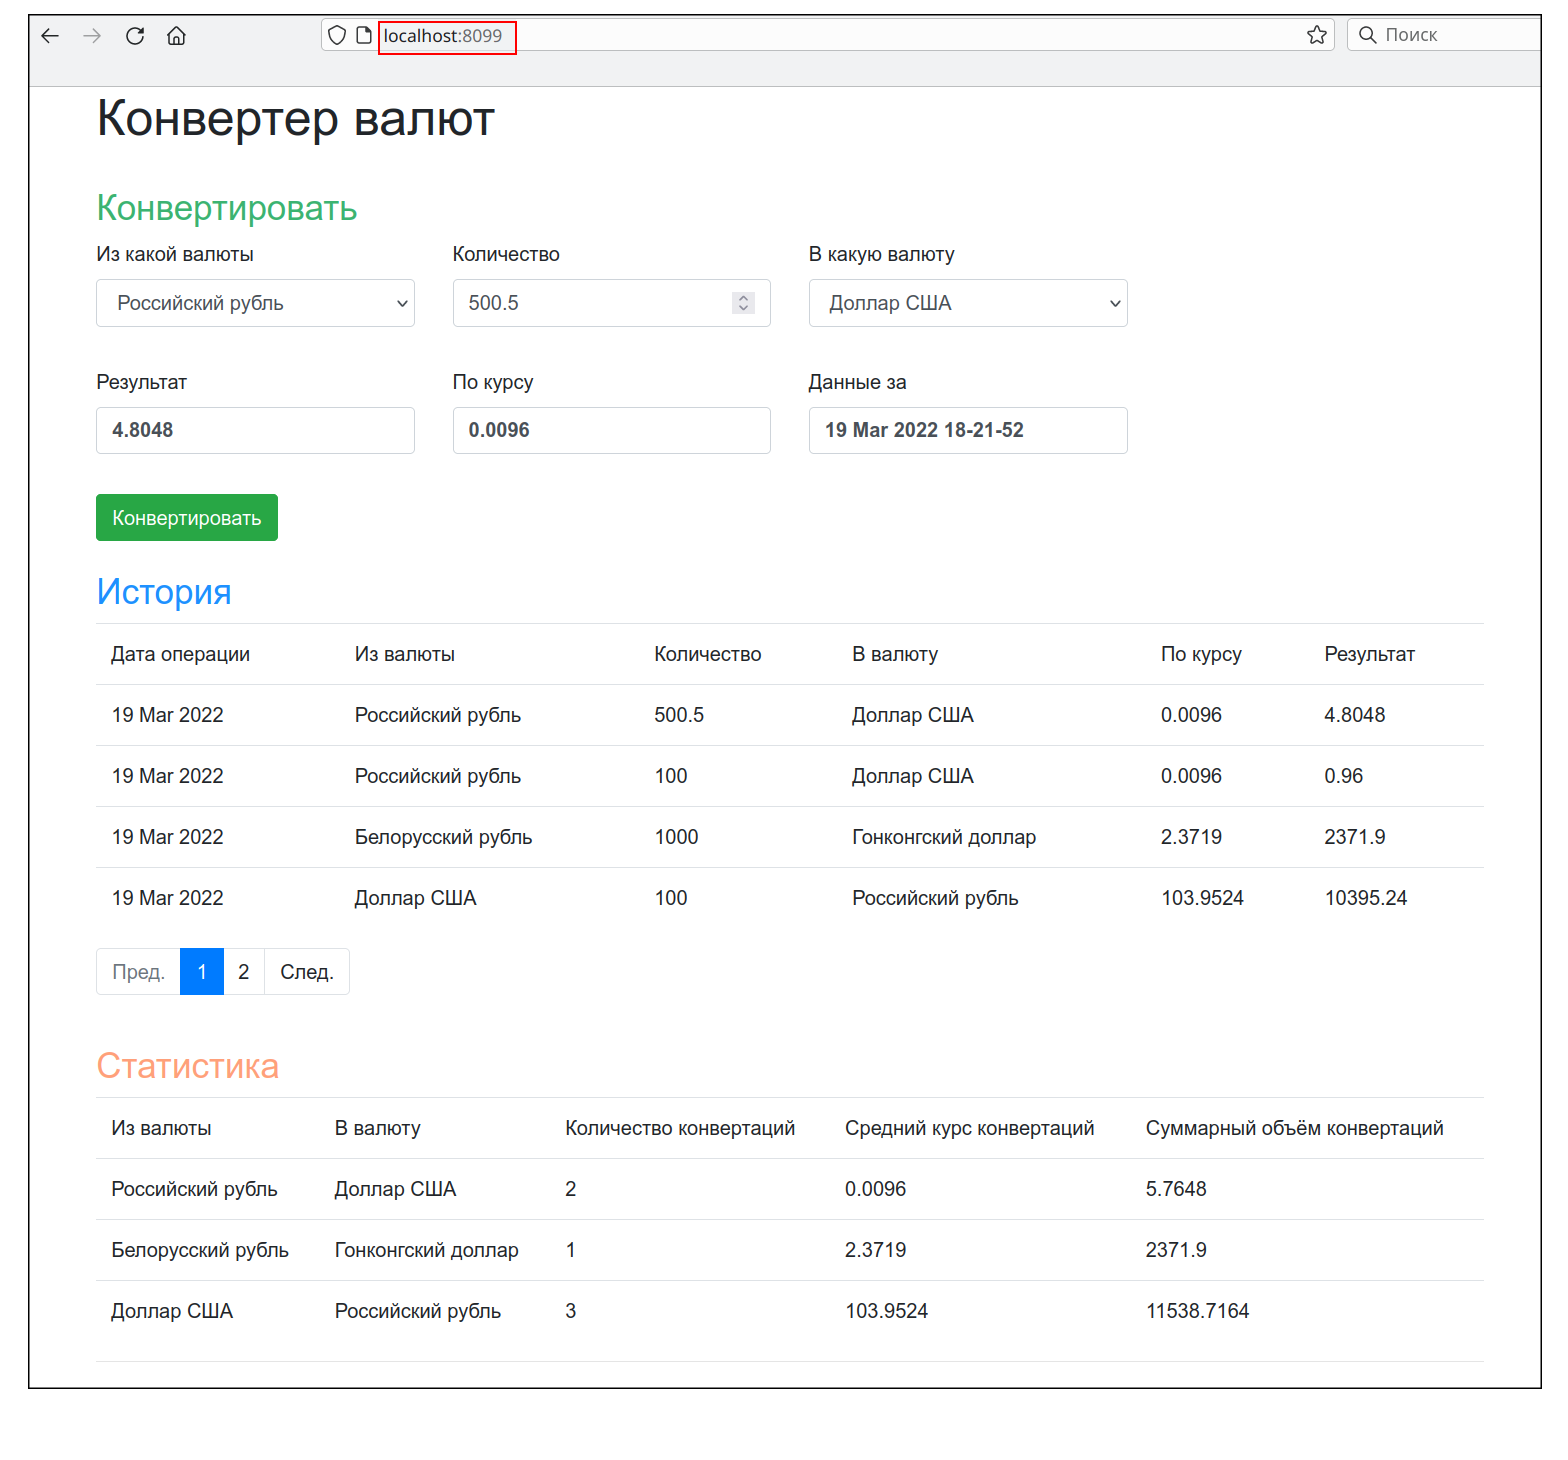 localhost:8099 Поиск
Конвертер валют
Конвертировать
Из какой валюты Количество В какую валюту
Российский рубль 500.5 Доллар США
Результат По курсу Данные за
4.8048 0.0096 19 Mar 2022 18-21-52
Конвертировать
История
Дата операции Из валюты Количество В валюту По курсу Результат
19 Mar 2022 Российский рубль 500.5 Доллар США 0.0096 4.8048
19 Mar 2022 Российский рубль 100 Доллар США 0.0096 0.96
19 Mar 2022 Белорусский рубль 1000 Гонконгский доллар 2.3719 2371.9
19 Mar 2022 Доллар США 100 Российский рубль 103.9524 10395.24
Пред. 1 2 След.
Статистика
Из валюты В валюту Количество конвертаций Средний курс конвертаций Суммарный объём конвертаций
Российский рубль Доллар США 2 0.0096 5.7648
Белорусский рубль Гонконгский доллар 1 2.3719 2371.9
Доллар США Российский рубль 3 103.9524 11538.7164